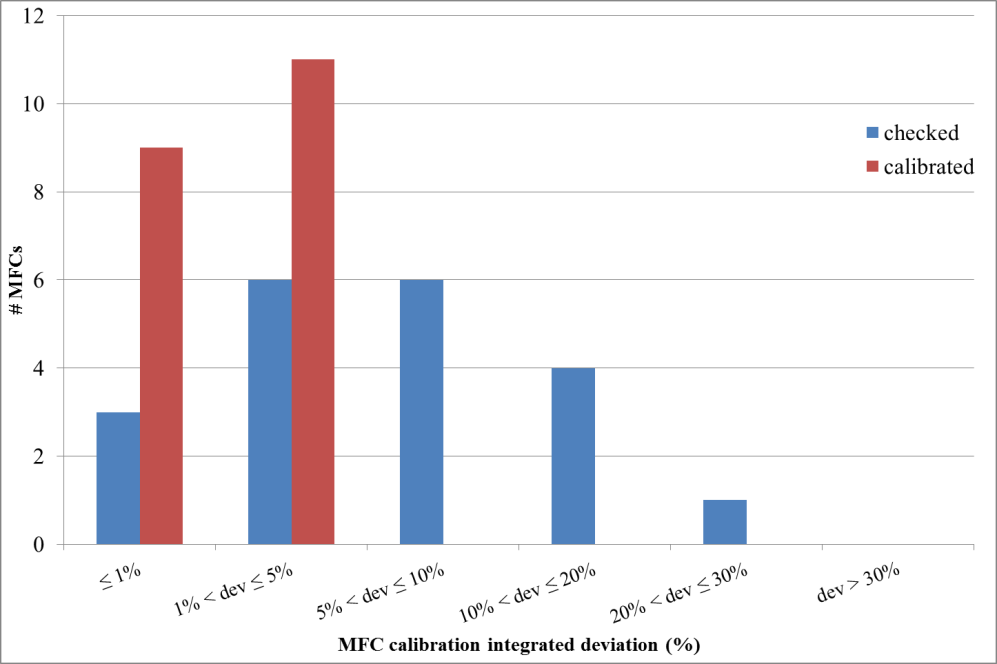 12
10
8
6
4
2
0
# MFCs
checked
calibrated
≤ 1%
1% < dev ≤ 5%
5% < dev ≤ 10%
10% < dev ≤ 20%
20% < dev ≤ 30%
dev > 30%
MFC calibration integrated deviation (%)